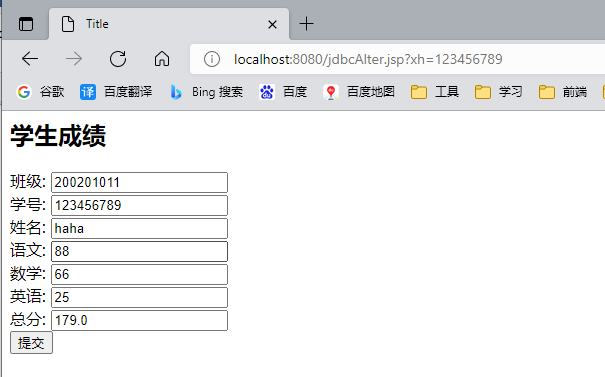 Title
localhost:8080/jdbcAlter.jsp?xh=123456789
谷歌 百度翻译 Bing 搜索 百度 百度地图 工具 学习 前端
学生成绩
班级: 200201011
学号: 123456789
姓名: haha
语文: 88
数学: 66
英语: 25
总分: 179.0
提交